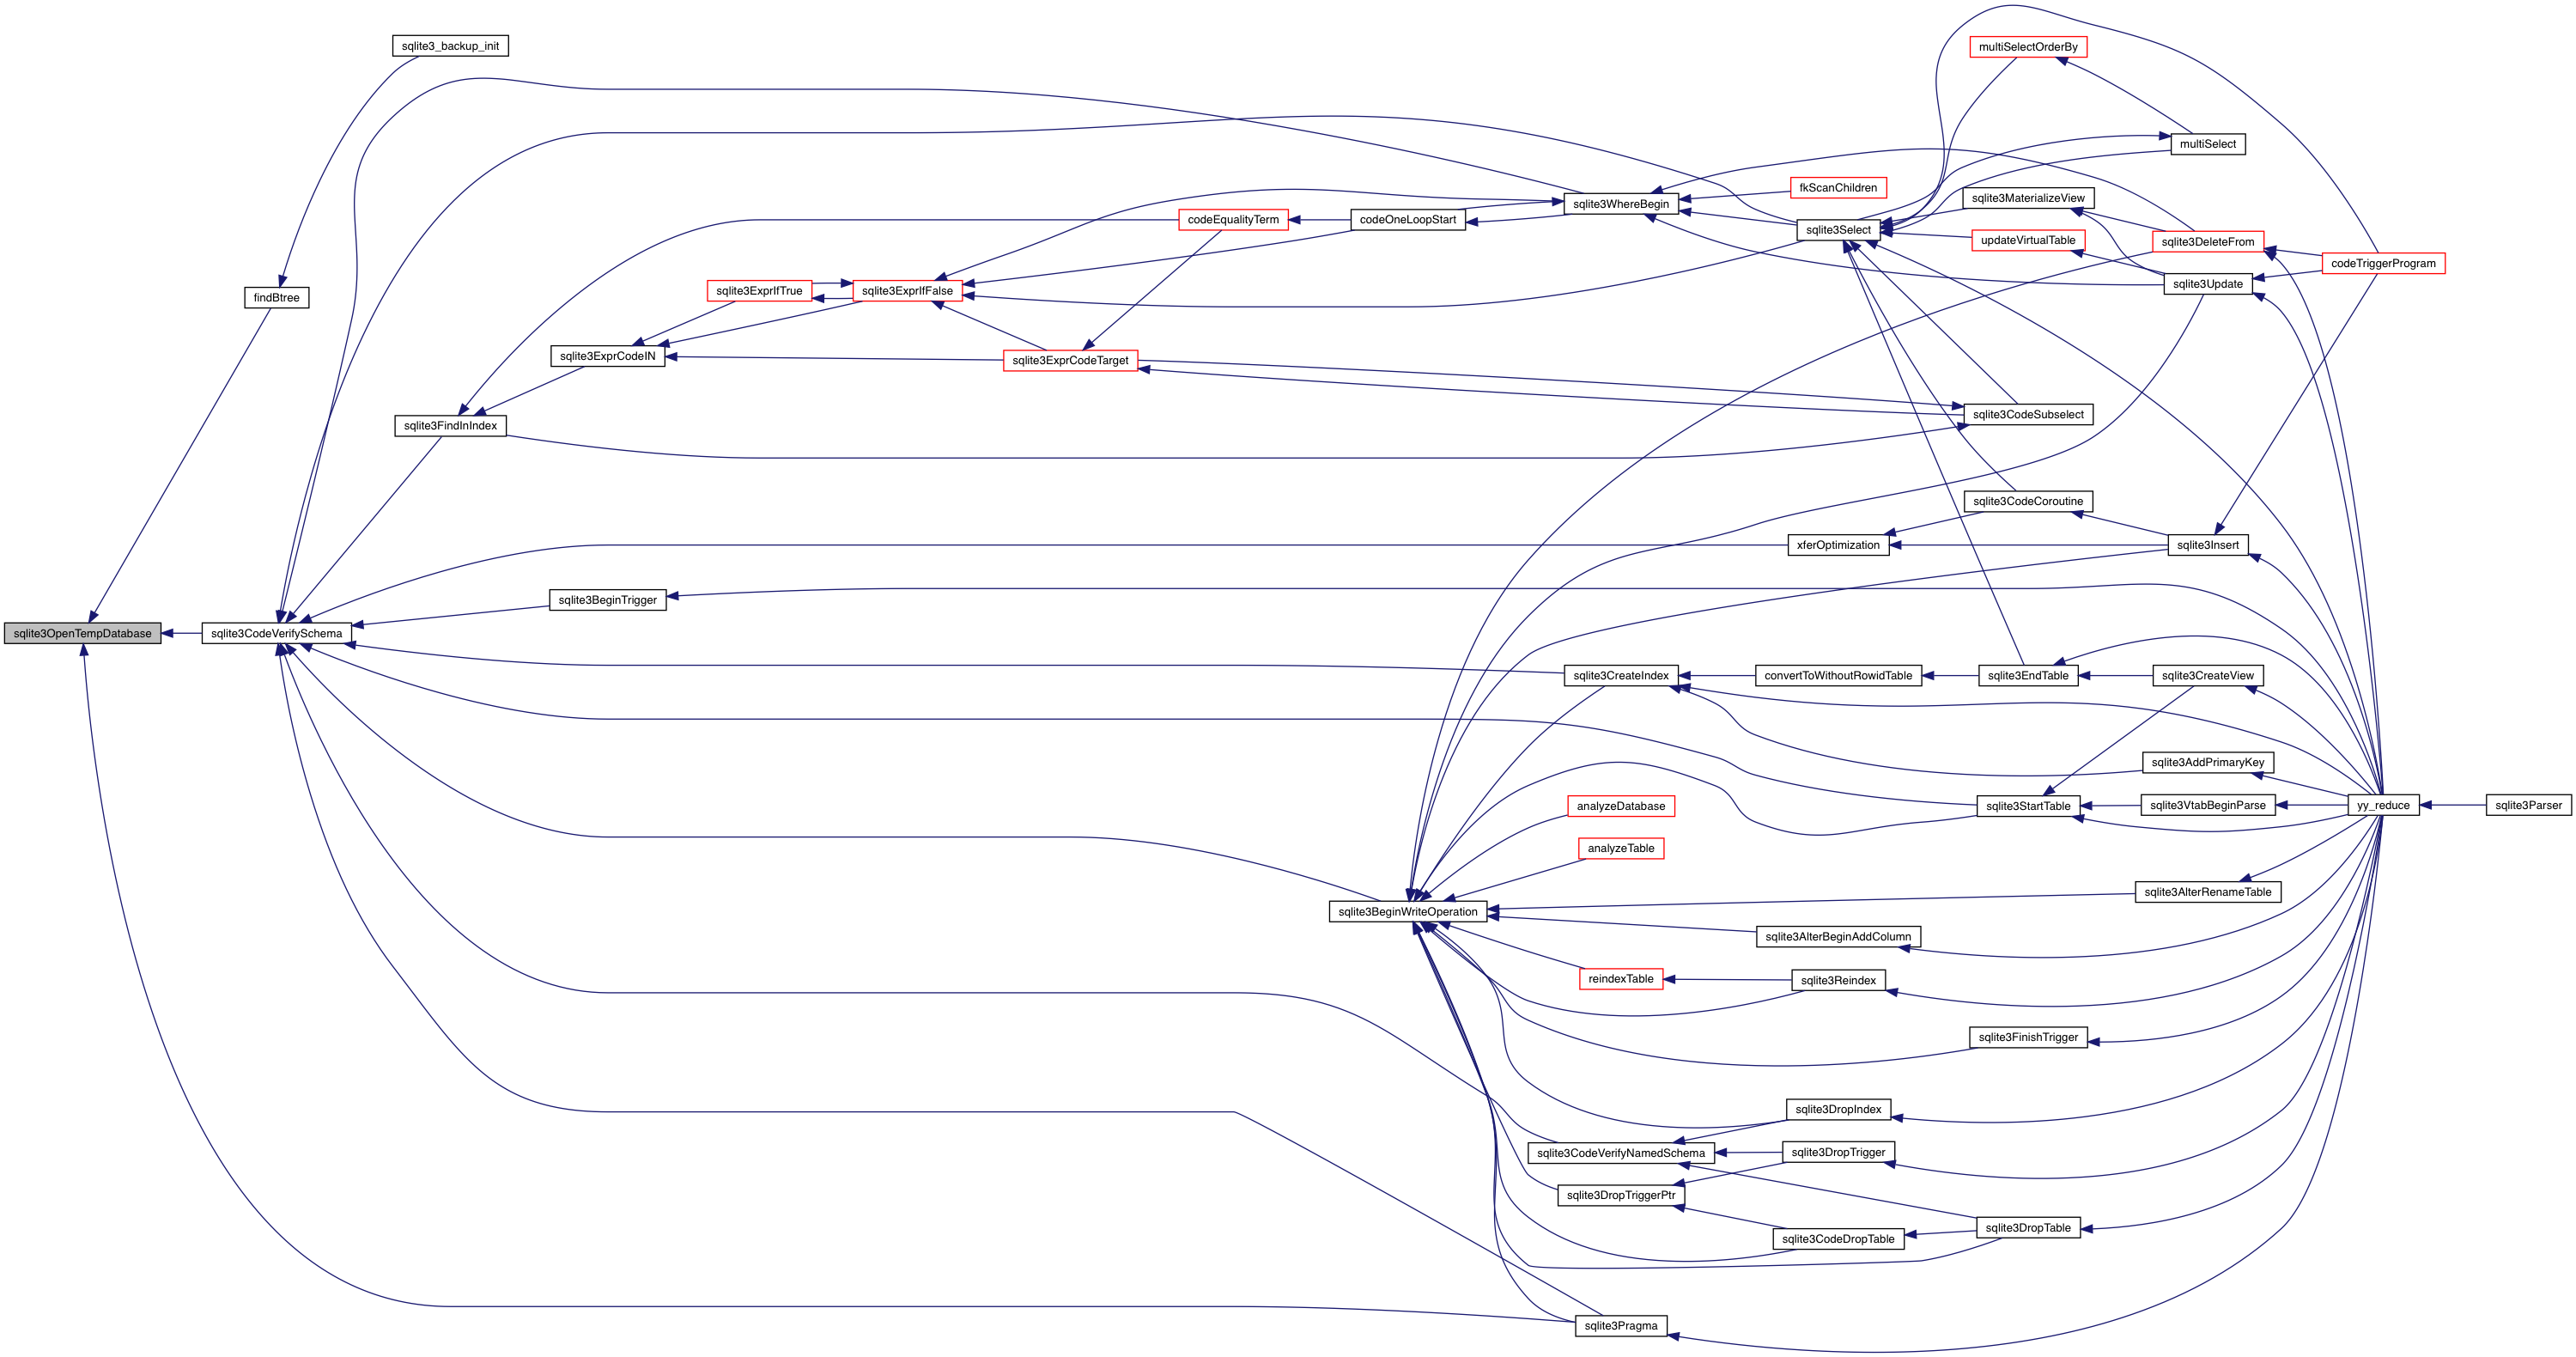 sqlite3OpenTempDatabase
findBtree
sqlite3_backup_init
sqlite3CodeVerifySchema
sqlite3FindInIndex
sqlite3ExprCodeIN
sqlite3BeginTrigger
sqlite3ExprIfTrue
sqlite3ExprIfFalse
sqlite3ExprCodeTarget
codeEqualityTerm
codeOneLoopStart
sqlite3WhereBegin
fkScanChildren
sqlite3Select
multiSelectOrderBy
multiSelect
sqlite3MaterializeView
updateVirtualTable
sqlite3DeleteFrom
sqlite3Update
codeTriggerProgram
sqlite3CodeSubselect
sqlite3CodeCoroutine
xferOptimization
sqlite3Insert
sqlite3CreateIndex
convertToWithoutRowidTable
sqlite3EndTable
sqlite3CreateView
sqlite3AddPrimaryKey
sqlite3StartTable
sqlite3VtabBeginParse
yy_reduce
sqlite3Parser
analyzeDatabase
analyzeTable
sqlite3BeginWriteOperation
sqlite3AlterRenameTable
sqlite3AlterBeginAddColumn
reindexTable
sqlite3Reindex
sqlite3FinishTrigger
sqlite3DropIndex
sqlite3CodeVerifyNamedSchema
sqlite3DropTrigger
sqlite3DropTriggerPtr
sqlite3CodeDropTable
sqlite3DropTable
sqlite3Pragma